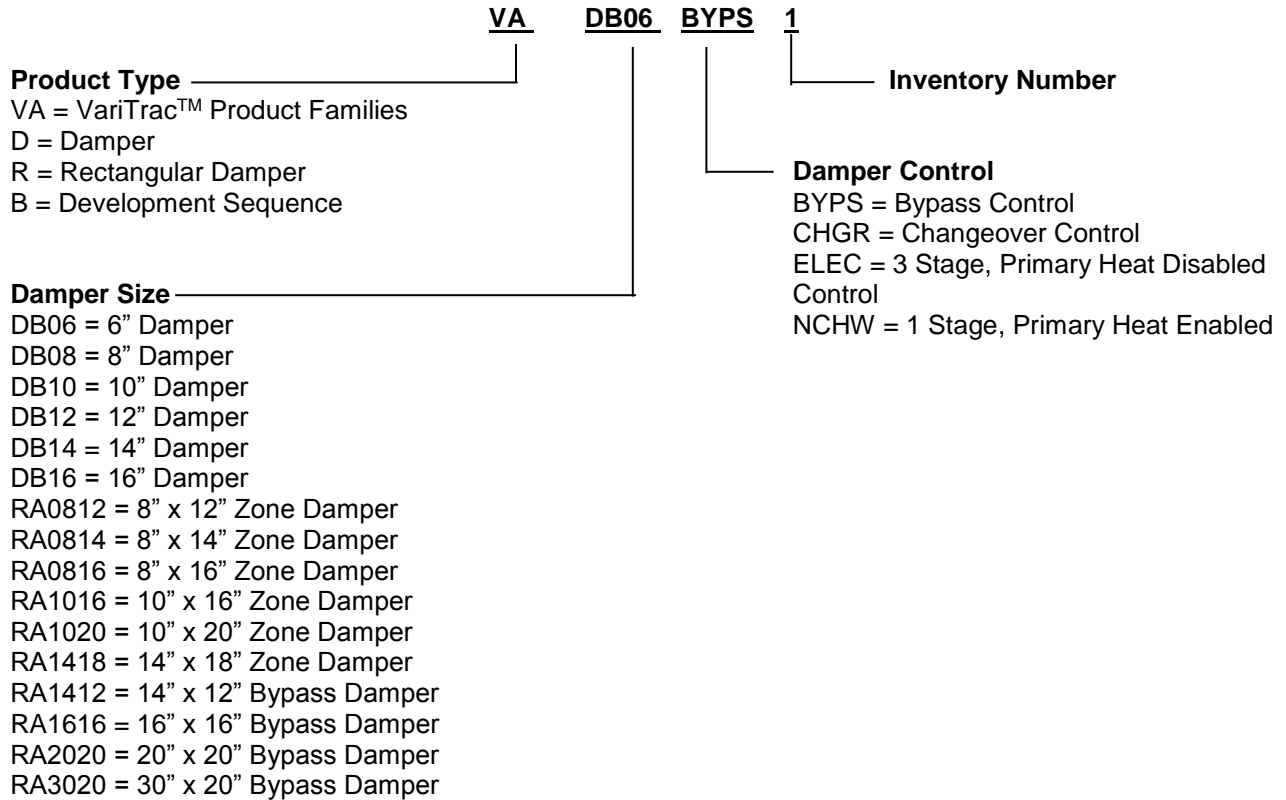 VA DB06 BYPS 1
Product Type
VA = VariTrac™ Product Families
D = Damper
R = Rectangular Damper
B = Development Sequence
Inventory Number
Damper Control
BYPS = Bypass Control
CHGR = Changeover Control
ELEC = 3 Stage, Primary Heat Disabled
Control
NCHW = 1 Stage, Primary Heat Enabled
Damper Size
DB06 = 6” Damper
DB08 = 8” Damper
DB10 = 10” Damper
DB12 = 12” Damper
DB14 = 14” Damper
DB16 = 16” Damper
RA0812 = 8” x 12” Zone Damper
RA0814 = 8” x 14” Zone Damper
RA0816 = 8” x 16” Zone Damper
RA1016 = 10” x 16” Zone Damper
RA1020 = 10” x 20” Zone Damper
RA1418 = 14” x 18” Zone Damper
RA1412 = 14” x 12” Bypass Damper
RA1616 = 16” x 16” Bypass Damper
RA2020 = 20” x 20” Bypass Damper
RA3020 = 30” x 20” Bypass Damper